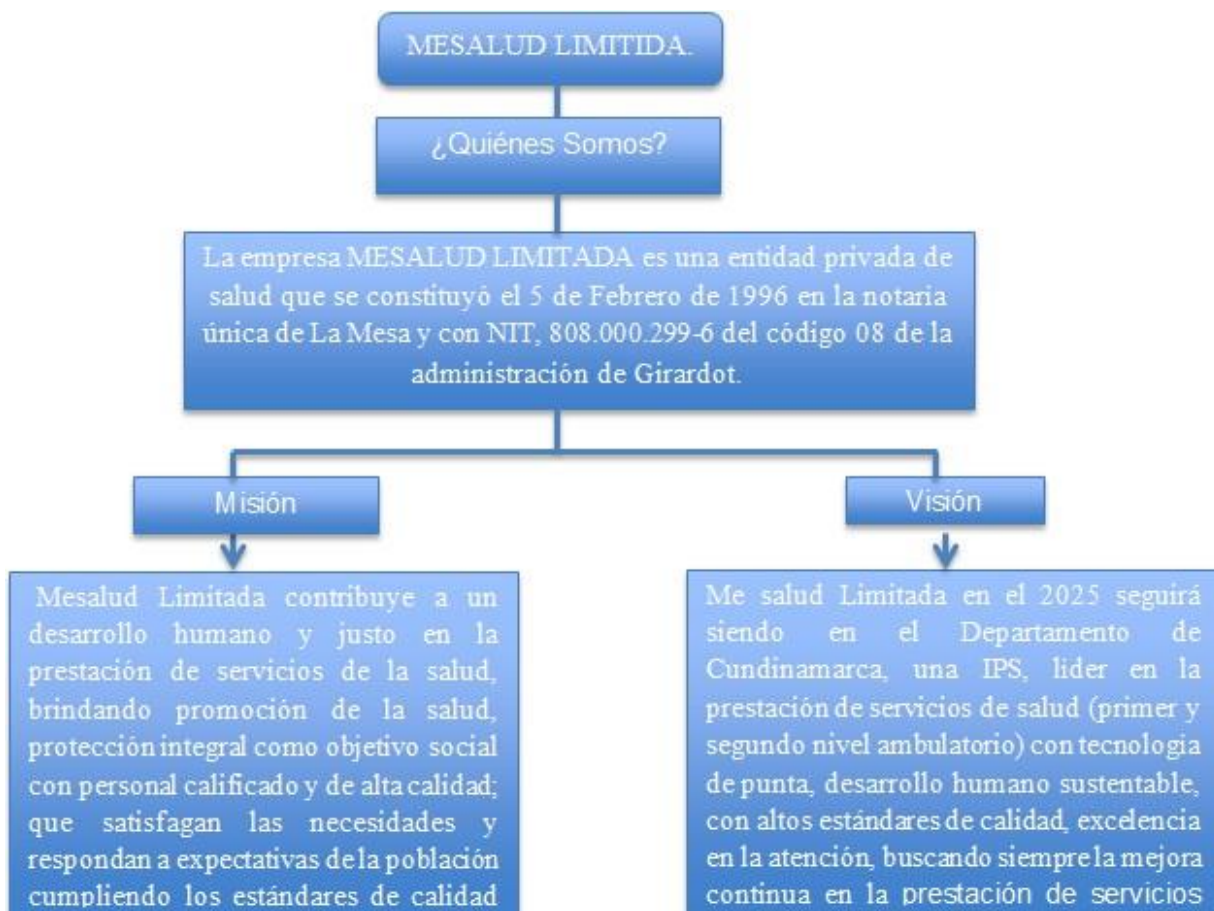 MESALUD LIMITIDA.
¿Quiénes Somos?
La empresa MESALUD LIMITADA es una entidad privada de
salud que se constituyó el 5 de Febrero de 1996 en la notaria
única de La Mesa y con NIT, 808.000.299-6 del código 08 de la
administración de Girardot.
Misión
Visión
Mesalud Limitada contribuye a un
desarrollo humano y justo en la
prestación de servicios de la salud,
brindando promoción de la salud,
protección integral como objetivo social
con personal calificado y de alta calidad;
que satisfagan las necesidades y
respondan a expectativas de la población
cumpliendo los estándares de calidad
Me salud Limitada en el 2025 seguirá
siendo en el Departamento de
Cundinamarca, una IPS, lider en la
prestación de servicios de salud (primer y
segundo nivel ambulatorio) con tecnologia
de punta, desarrollo humano sustentable,
con altos estándares de calidad, excelencia
en la atención, buscando siempre la mejora
continua en la prestación de servicios